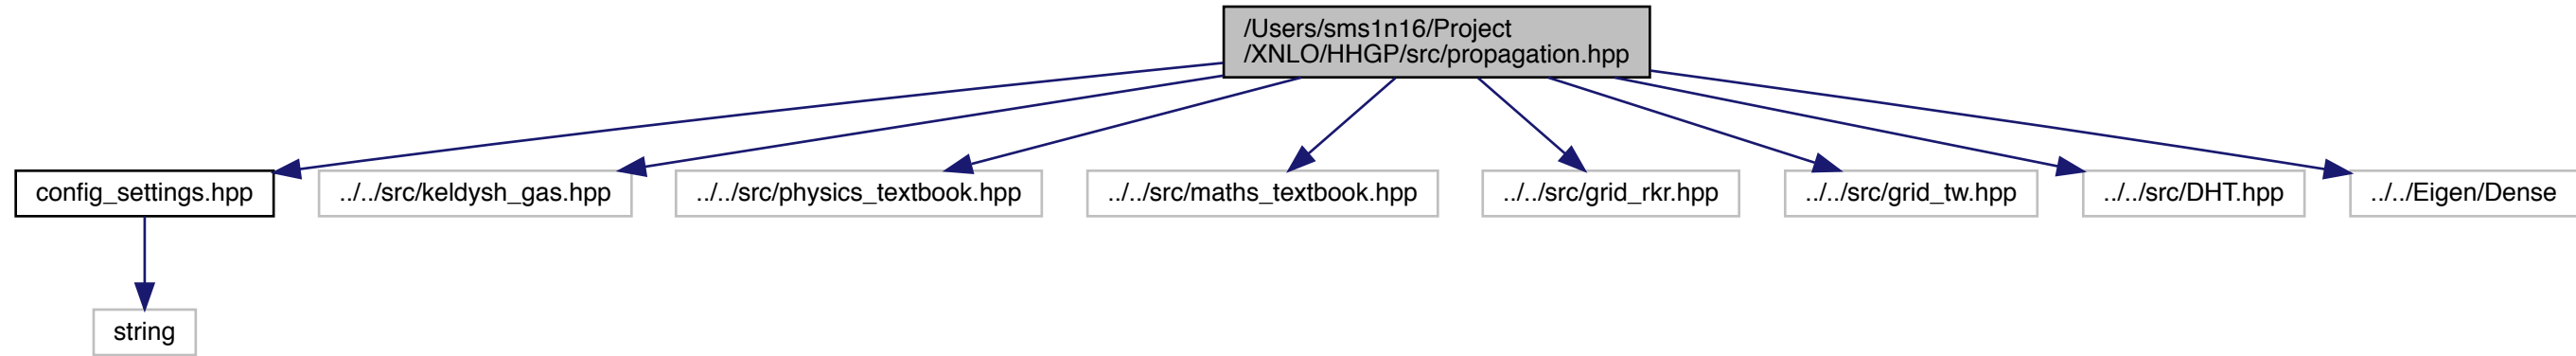 /Users/sms1n16/Project
/XNLO/HHGP/src/propagation.hpp
config_settings.hpp
../../src/keldysh_gas.hpp
../../src/physics_textbook.hpp
../../src/maths_textbook.hpp
../../src/grid_rkr.hpp
../../src/grid_tw.hpp
../../src/DHT.hpp
../../Eigen/Dense
string